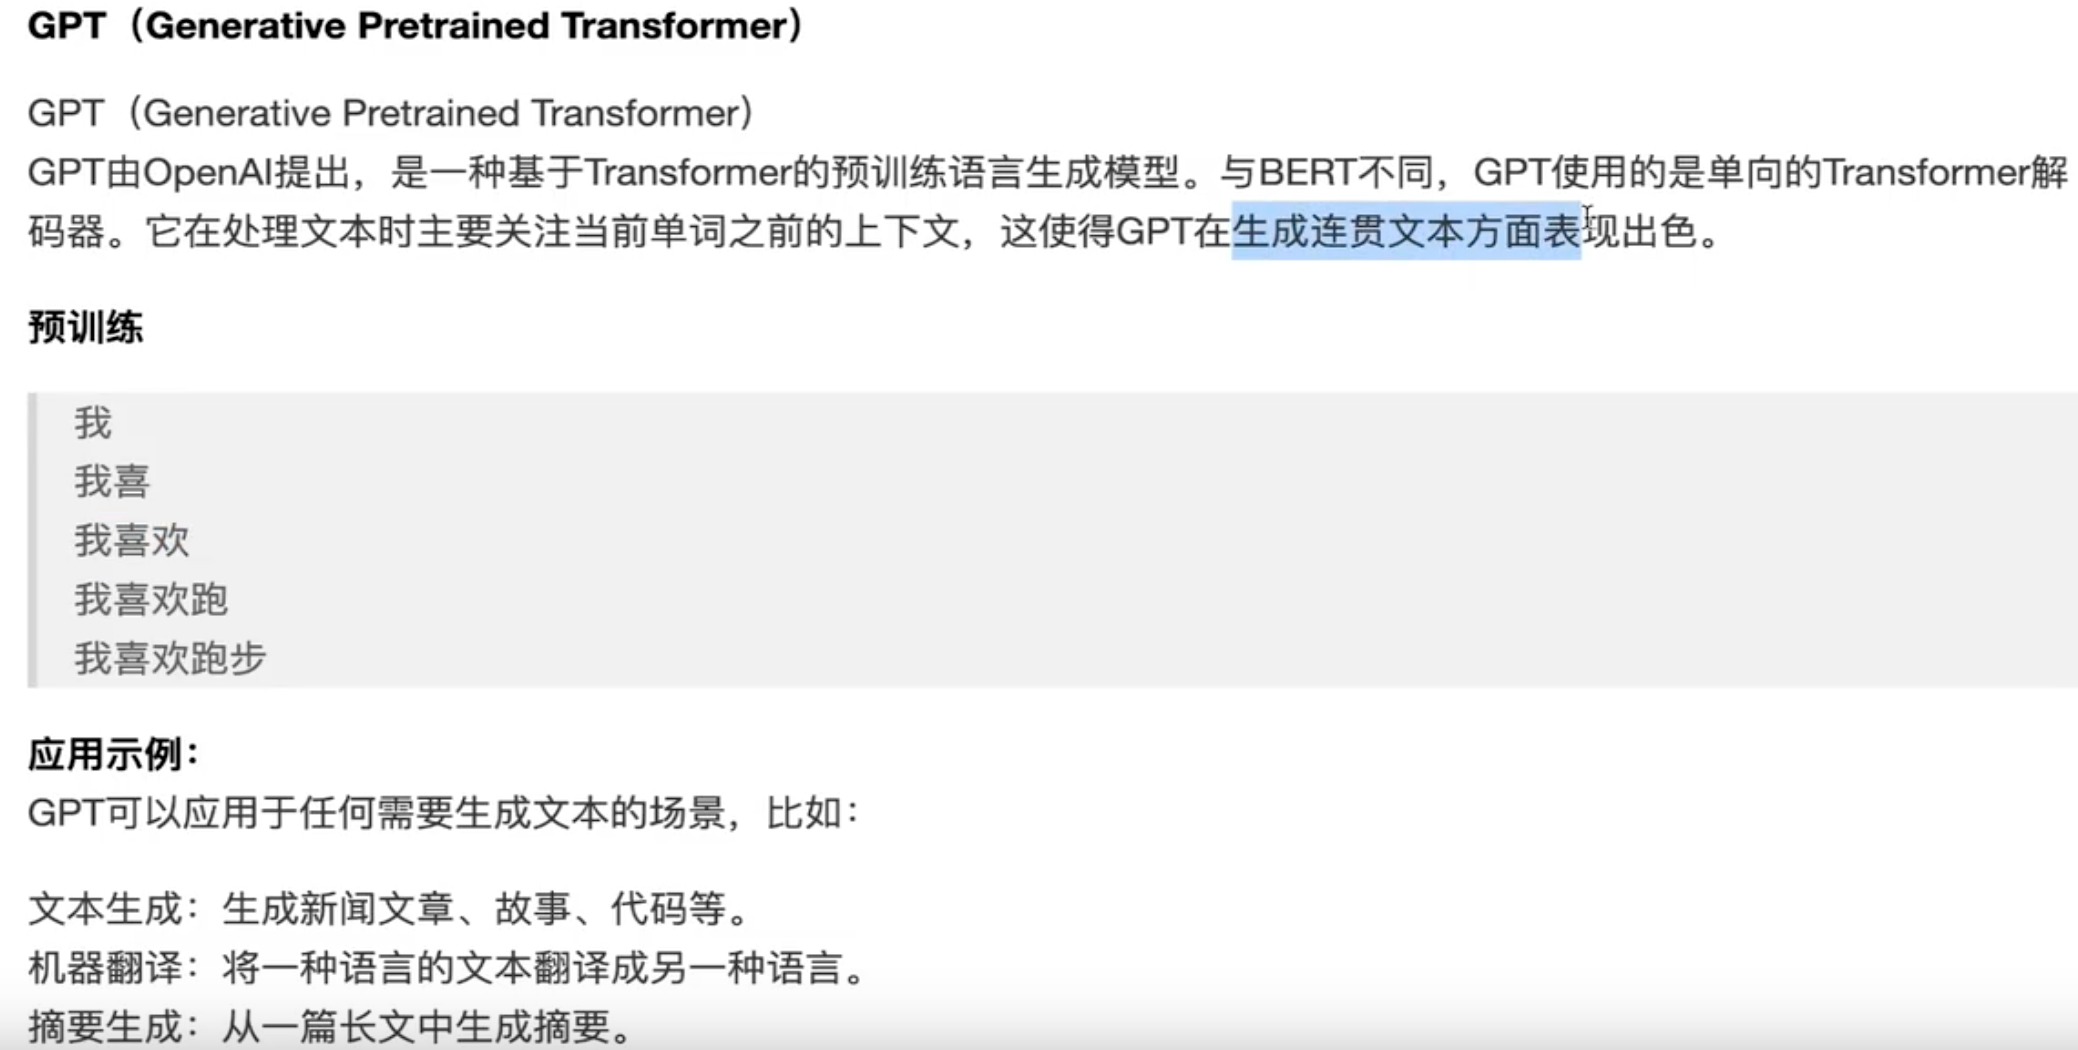 GPT（Generative Pretrained Transformer）
GPT（Generative Pretrained Transformer）
GPT由OpenAI提出，是一种基于Transformer的预训练语言生成模型。与BERT不同，GPT使用的是单向的Transformer解
码器。它在处理文本时主要关注当前单词之前的上下文，这使得GPT在生成连贯文本方面表现出色。
预训练
我
我喜
我喜欢
我喜欢跑
我喜欢跑步
应用示例：
GPT可以应用于任何需要生成文本的场景，比如：
文本生成：生成新闻文章、故事、代码等。
机器翻译：将一种语言的文本翻译成另一种语言。
摘要生成：从一篇长文中生成摘要。